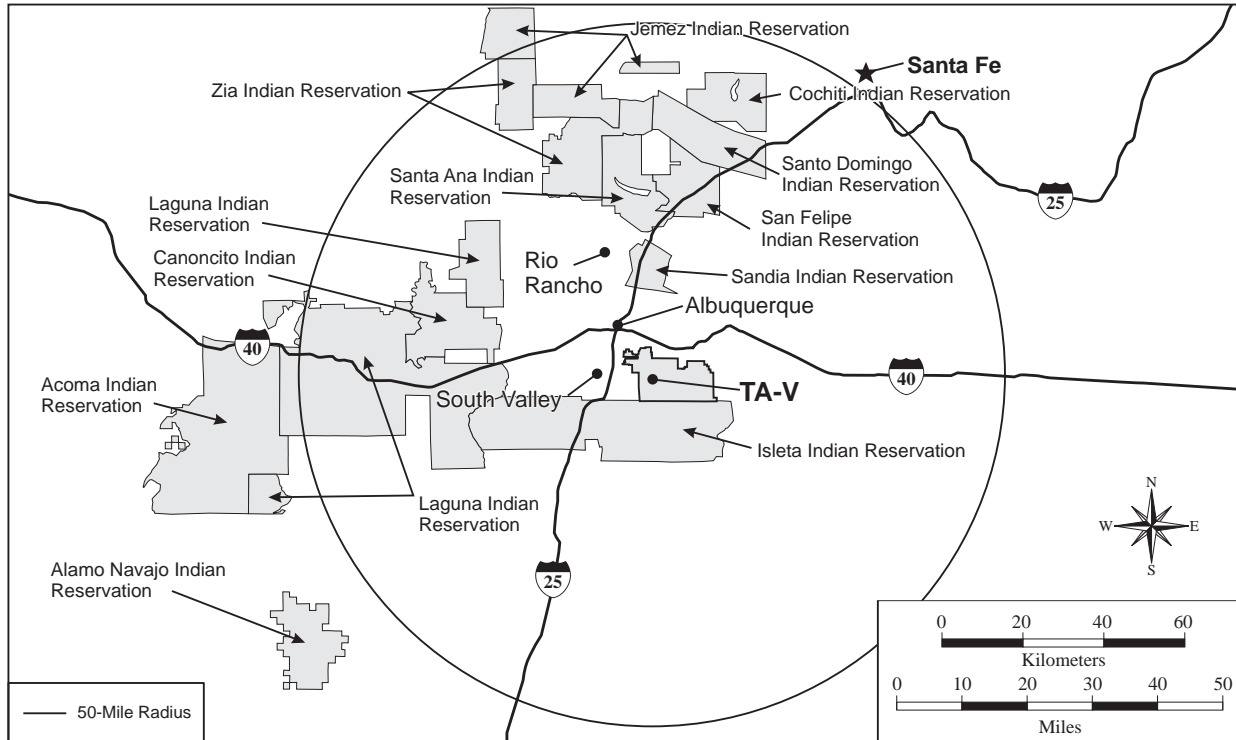 Jemez Indian Reservation
Santa Fe
Zia Indian Reservation
Cochiti Indian Reservation
Santa Ana Indian
Reservation
Santo Domingo
Indian Reservation
25
Laguna Indian
Reservation
San Felipe
Indian Reservation
Canoncito Indian
Reservation
Rio
Rancho
Sandia Indian Reservation
Albuquerque
40
40
Acoma Indian
Reservation
South Valley
TA-V
Isleta Indian Reservation
Laguna Indian
Reservation
N
W E
S
Alamo Navajo Indian
Reservation
25
0 20 40 60
Kilometers
0 10 20 30 40 50
Miles
50-Mile Radius